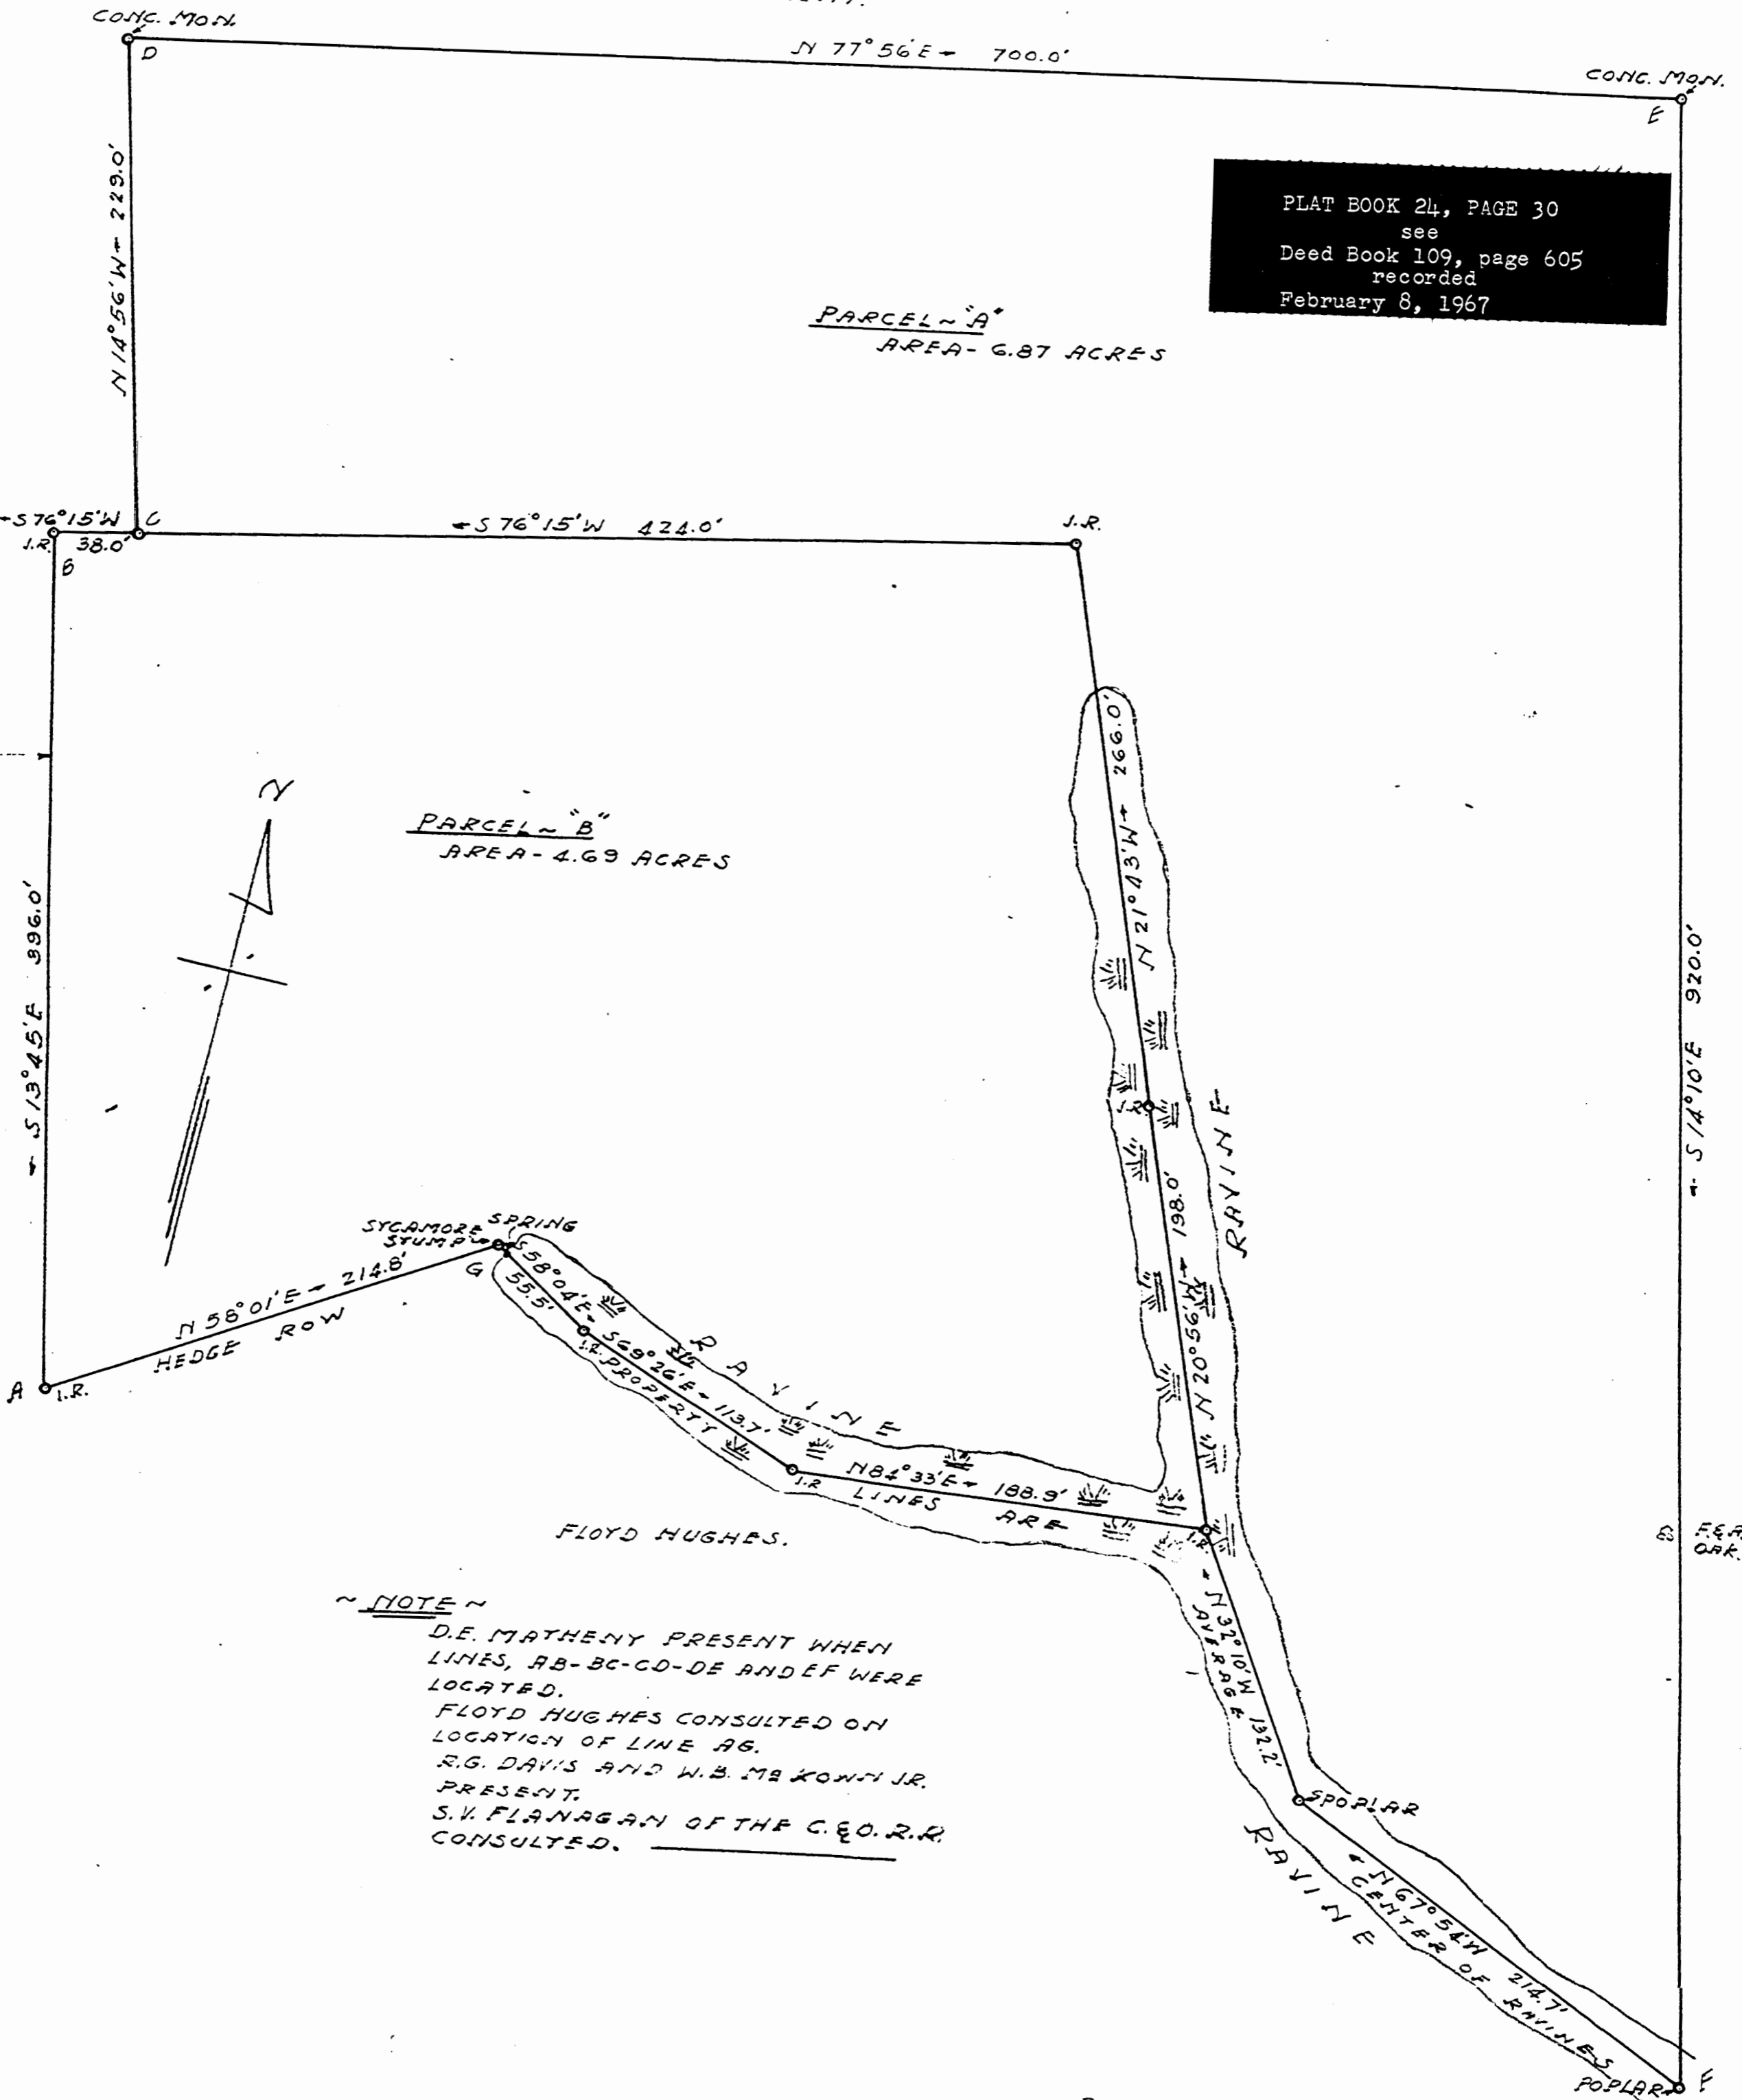 CONC. MON.
D
N 77°56'E 700.0'
CONC. MON.
E
N 14°56'W 229.0'
PLAT BOOK 24, PAGE 30
see
Deed Book 109, page 605
recorded
February 8, 1967
PARCEL ~ "A"
AREA - 6.87 ACRES
S 76°15'W
38.0'
I.R.
B
C
S 76°15'W 424.0'
I.R.
N
PARCEL ~ "B"
AREA - 4.69 ACRES
S 13°45'E 396.0'
N 21°43'W 266.0'
S 14°10'E 920.0'
I.R.
RAVINE
N 20°56'W 198.0'
SYCAMORE
STUMP
SPRING
G
N 58°01'E 214.8'
HEDGE ROW
A
I.R.
S 58°04'E
55.5'
I.R.
S 69°26'E 113.7'
RAVINE
PROPERTY
I.R.
N 84°33'E 188.9'
LINES ARE
I.R.
FLOYD HUGHES.
F.&A.
OAK.
N 32°10'W 132.2'
AVERAGE
~ NOTE ~
D.E. MATHENY PRESENT WHEN
LINES, AB-BC-CD-DE AND EF WERE
LOCATED.
FLOYD HUGHES CONSULTED ON
LOCATION OF LINE AG.
R.G. DAVIS AND W.B. McKOWN JR.
PRESENT.
S.V. FLANAGAN OF THE C.&O.R.R.
CONSULTED.
SPOPLAR
RAVINE
N 67°54'W 214.7'
CENTER OF RAVINES
POPLAR
F